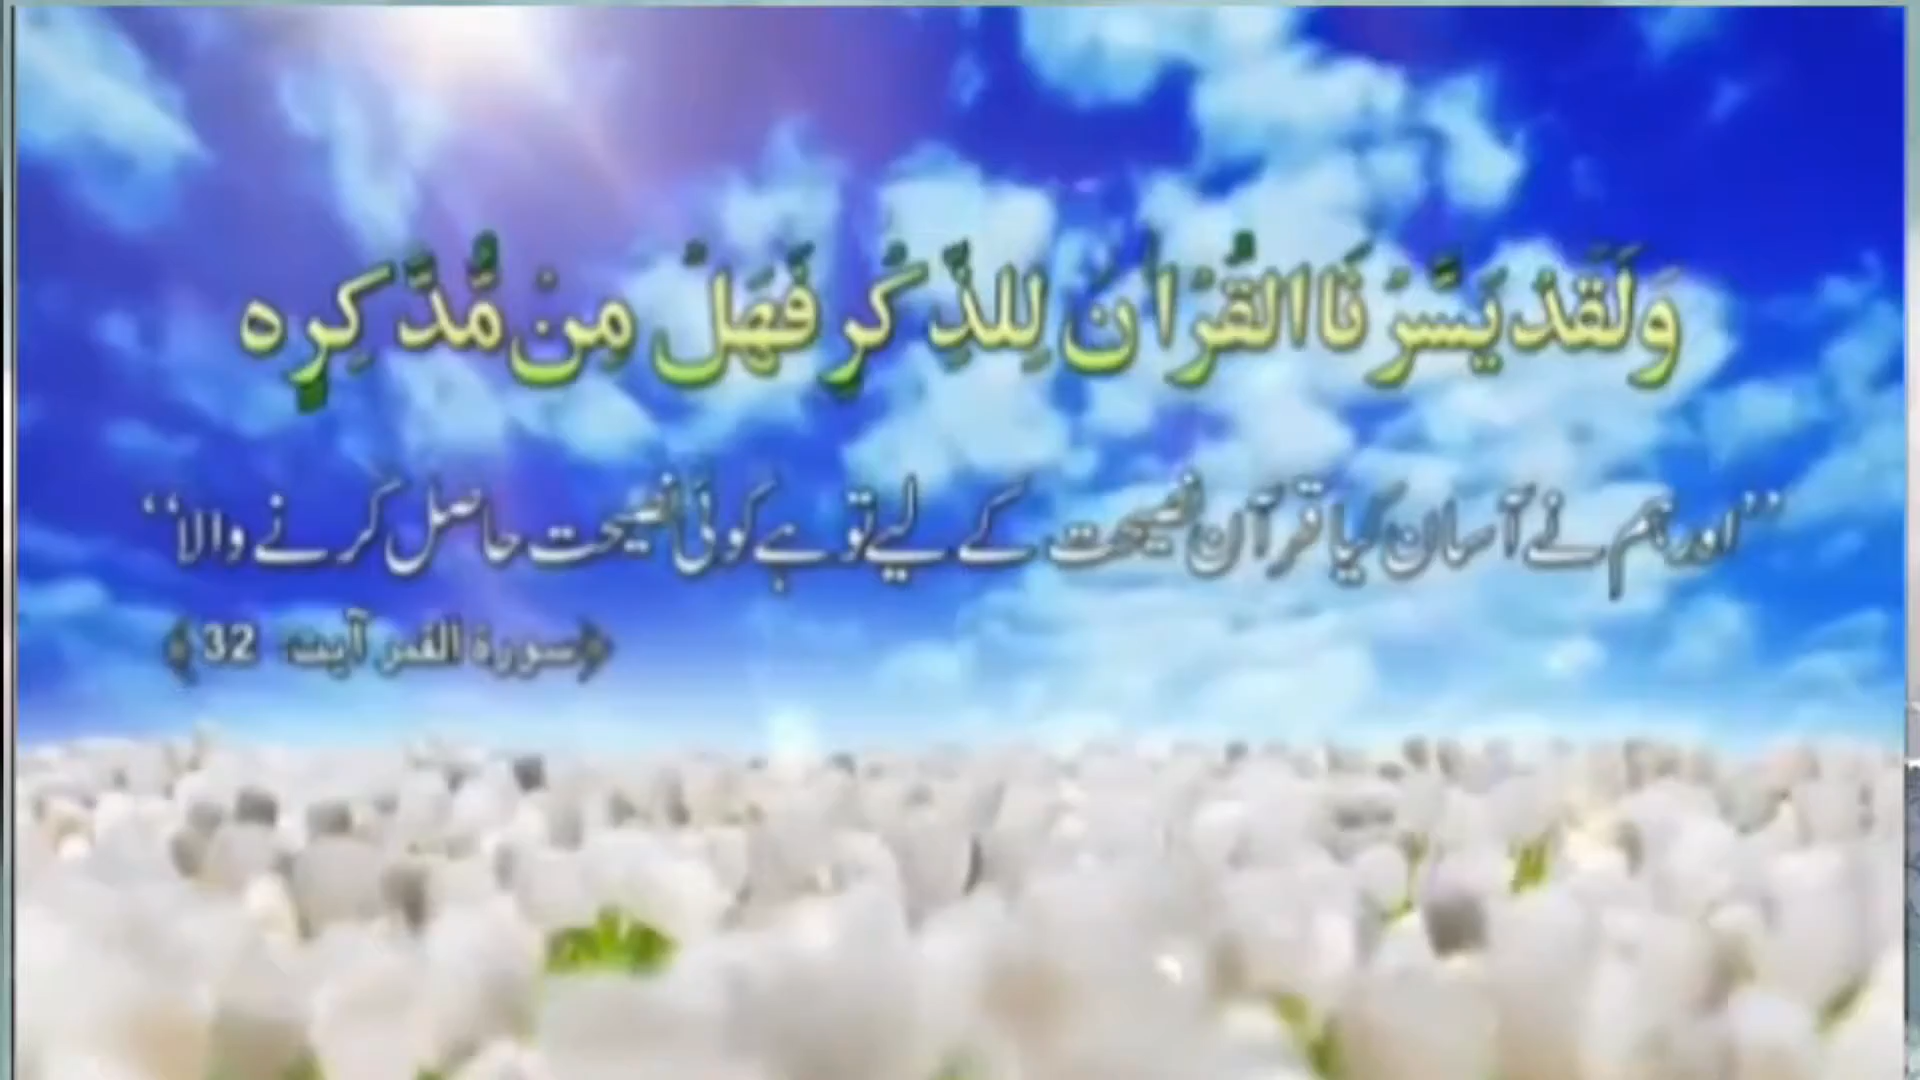 وَلَقَدْ يَسَّرْنَا الْقُرْاٰنَ لِلذِّكْرِ فَهَلْ مِنْ مُّدَّكِرٍ ہ
’’اور ہم نے آسان کیا قرآن نصیحت کے لیے تو ہے کوئی نصیحت حاصل کرنے والا‘‘
﴿سورۃ القمر آیت: 32﴾